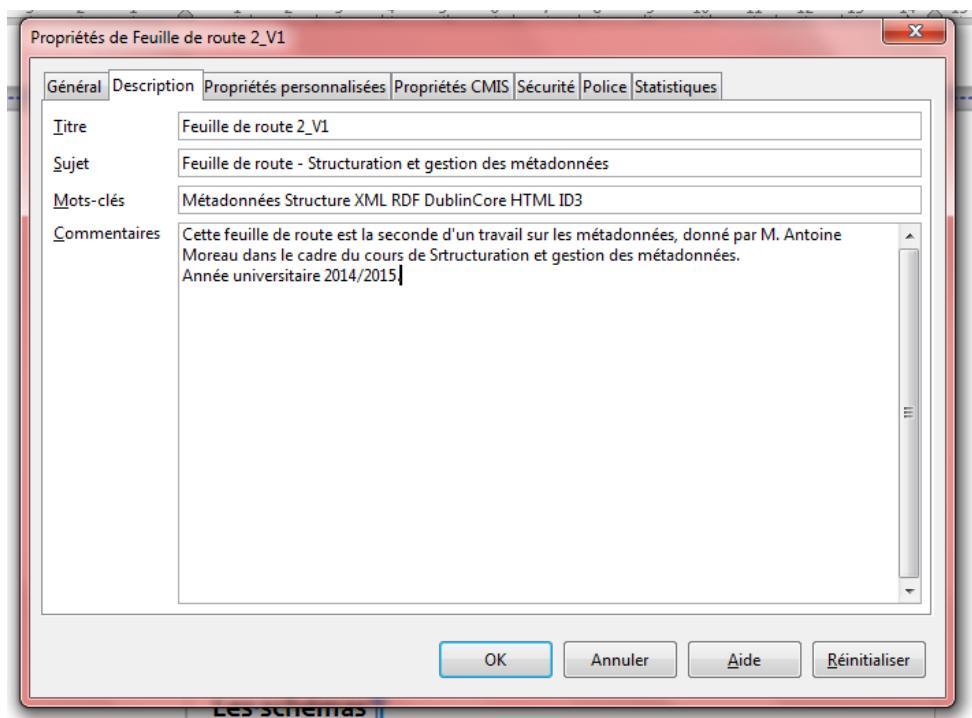 Propriétés de Feuille de route 2_V1
Général Description Propriétés personnalisées Propriétés CMIS Sécurité Police Statistiques
Titre Feuille de route 2_V1
Sujet Feuille de route - Structuration et gestion des métadonnées
Mots-clés Métadonnées Structure XML RDF DublinCore HTML ID3
Commentaires Cette feuille de route est la seconde d'un travail sur les métadonnées, donné par M. Antoine
Moreau dans le cadre du cours de Srtructuration et gestion des métadonnées.
Année universitaire 2014/2015.
OK Annuler Aide Réinitialiser
Les schémas